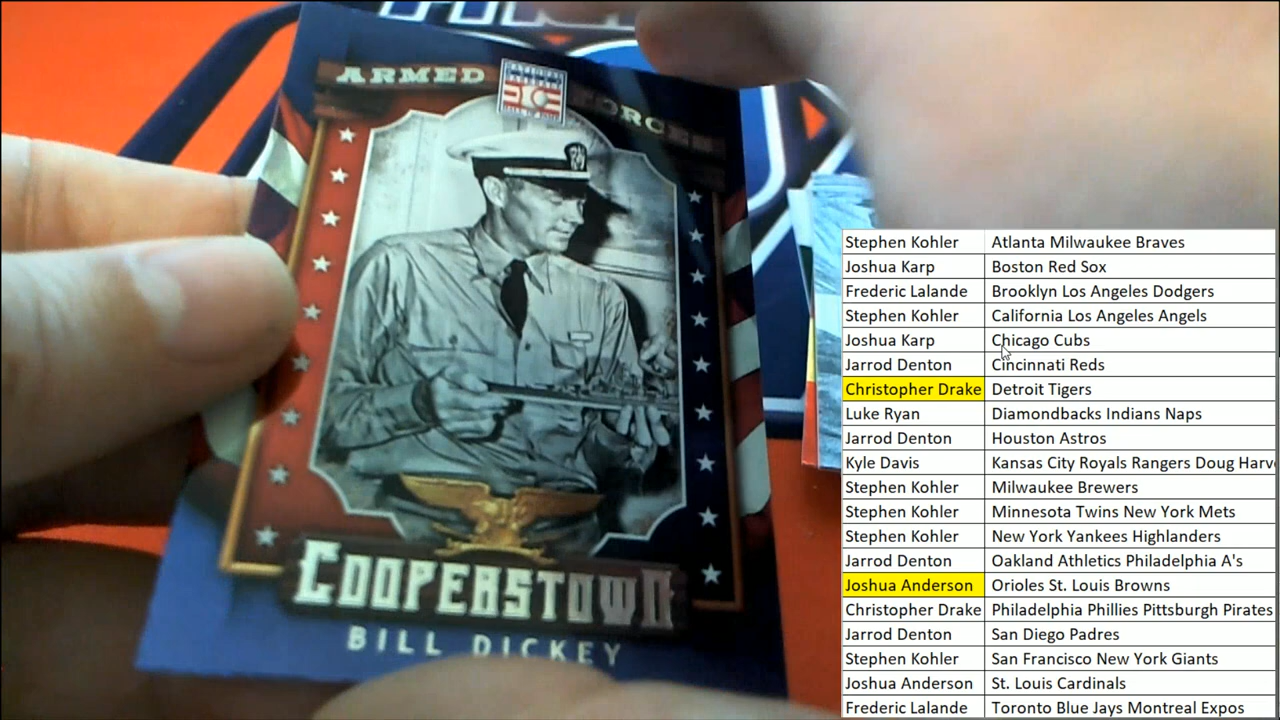 ARMED FORCES
COOPERSTOWN
BILL DICKEY
Stephen Kohler Atlanta Milwaukee Braves
Joshua Karp Boston Red Sox
Frederic Lalande Brooklyn Los Angeles Dodgers
Stephen Kohler California Los Angeles Angels
Joshua Karp Chicago Cubs
Jarrod Denton Cincinnati Reds
Christopher Drake Detroit Tigers
Luke Ryan Diamondbacks Indians Naps
Jarrod Denton Houston Astros
Kyle Davis Kansas City Royals Rangers Doug Harv
Stephen Kohler Milwaukee Brewers
Stephen Kohler Minnesota Twins New York Mets
Stephen Kohler New York Yankees Highlanders
Jarrod Denton Oakland Athletics Philadelphia A's
Joshua Anderson Orioles St. Louis Browns
Christopher Drake Philadelphia Phillies Pittsburgh Pirates
Jarrod Denton San Diego Padres
Stephen Kohler San Francisco New York Giants
Joshua Anderson St. Louis Cardinals
Frederic Lalande Toronto Blue Jays Montreal Expos